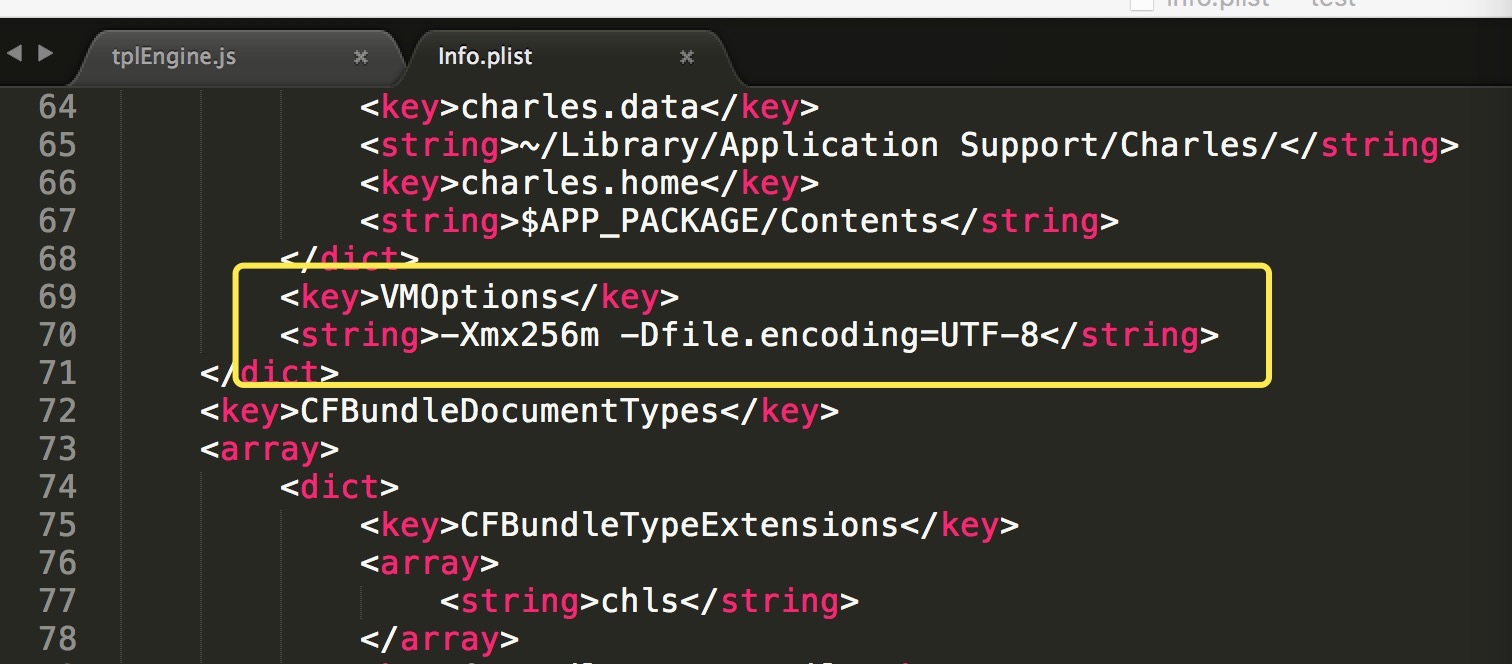 Info.plist test
tplEngine.js × Info.plist ×
64 <key>charles.data</key>
65 <string>~/Library/Application Support/Charles/</string>
66 <key>charles.home</key>
67 <string>$APP_PACKAGE/Contents</string>
68 </dict>
69 <key>VMOptions</key>
70 <string>-Xmx256m -Dfile.encoding=UTF-8</string>
71 </dict>
72 <key>CFBundleDocumentTypes</key>
73 <array>
74 <dict>
75 <key>CFBundleTypeExtensions</key>
76 <array>
77 <string>chls</string>
78 </array>